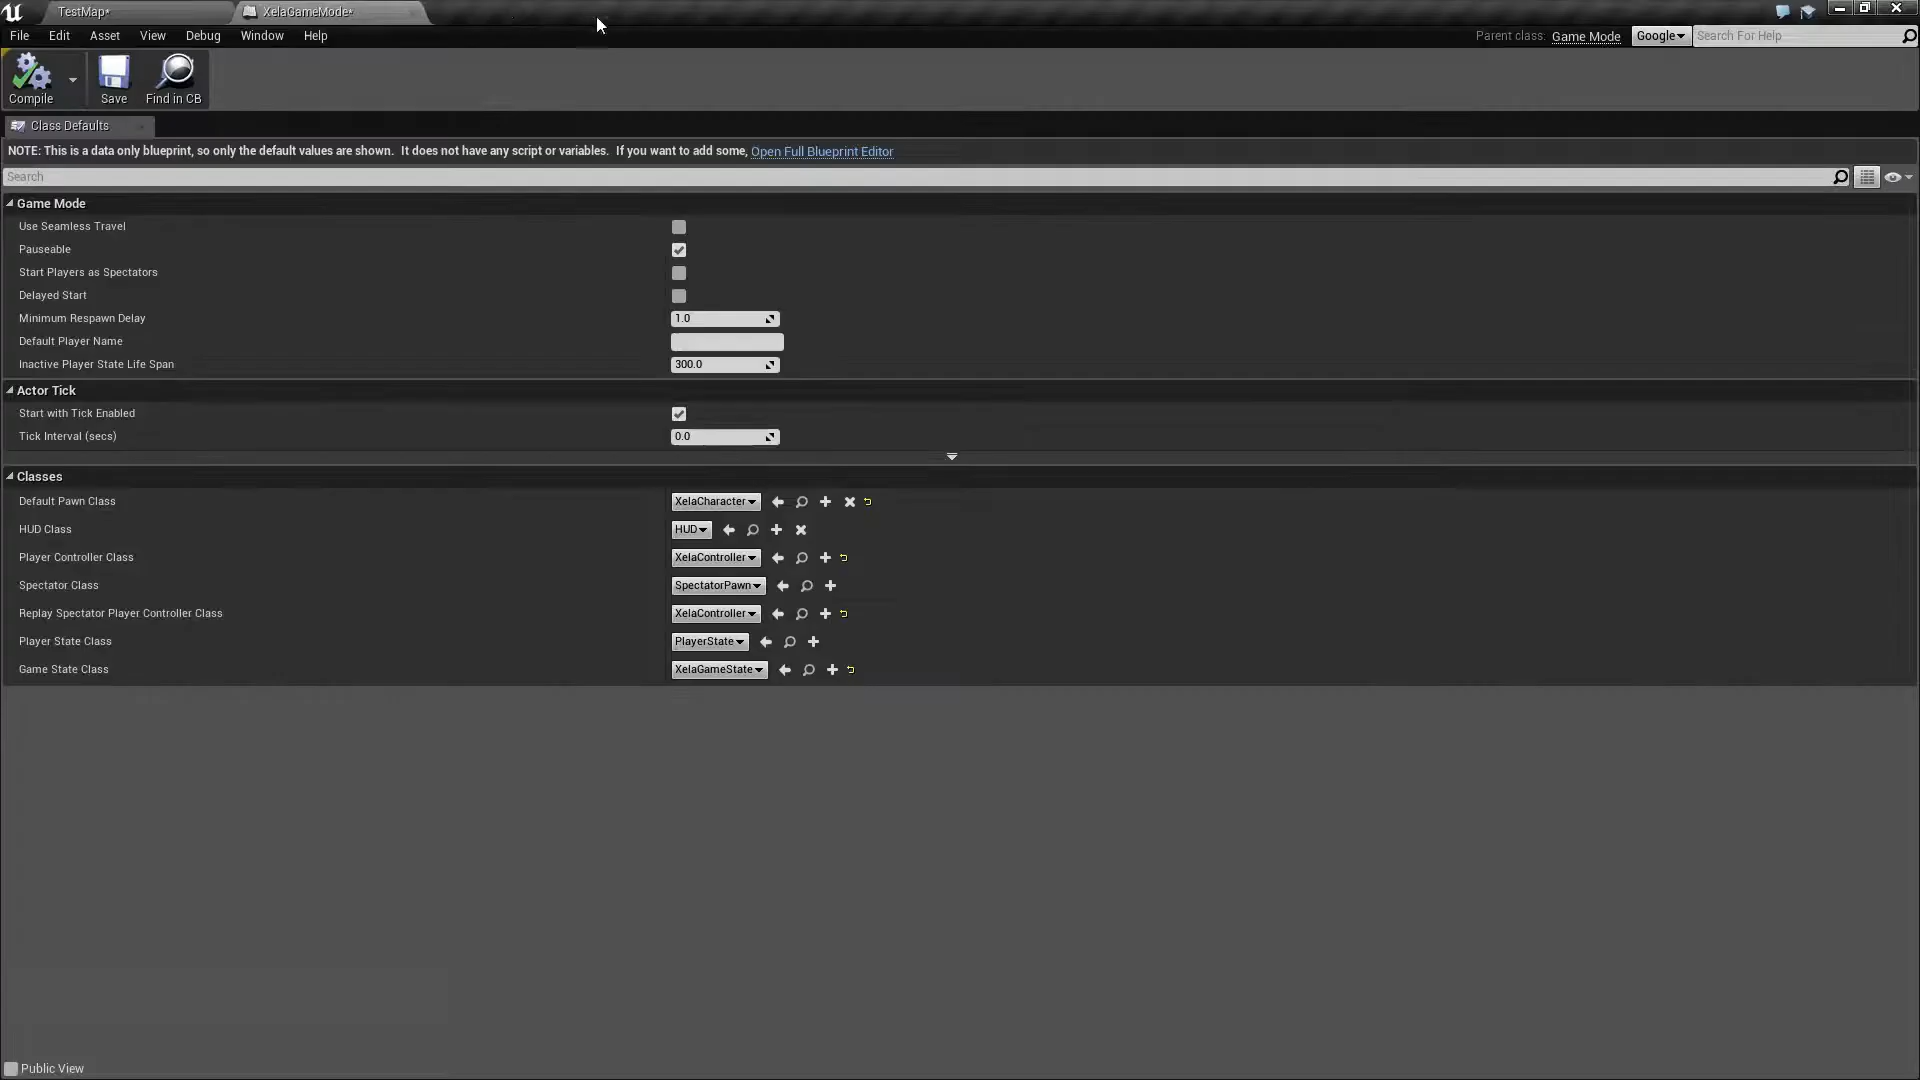 TestMap*
XelaGameMode*
File Edit Asset View Debug Window Help
Parent class: Game Mode Google Search For Help
Compile Save Find in CB
Class Defaults
NOTE: This is a data only blueprint, so only the default values are shown. It does not have any script or variables. If you want to add some, Open Full Blueprint Editor
Search
Game Mode
Use Seamless Travel
Pauseable
Start Players as Spectators
Delayed Start
Minimum Respawn Delay 1.0
Default Player Name
Inactive Player State Life Span 300.0
Actor Tick
Start with Tick Enabled
Tick Interval (secs) 0.0
Classes
Default Pawn Class XelaCharacter
HUD Class HUD
Player Controller Class XelaController
Spectator Class SpectatorPawn
Replay Spectator Player Controller Class XelaController
Player State Class PlayerState
Game State Class XelaGameState
Public View